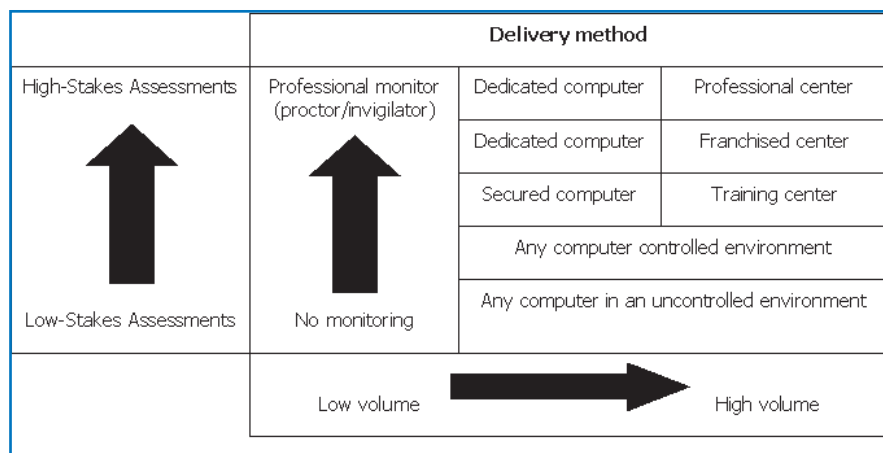 Delivery method
High-Stakes Assessments
Professional monitor
(proctor/invigilator)
Dedicated computer
Professional center
Dedicated computer
Franchised center
Secured computer
Training center
Any computer controlled environment
Any computer in an uncontrolled environment
Low-Stakes Assessments
No monitoring
Low volume
High volume